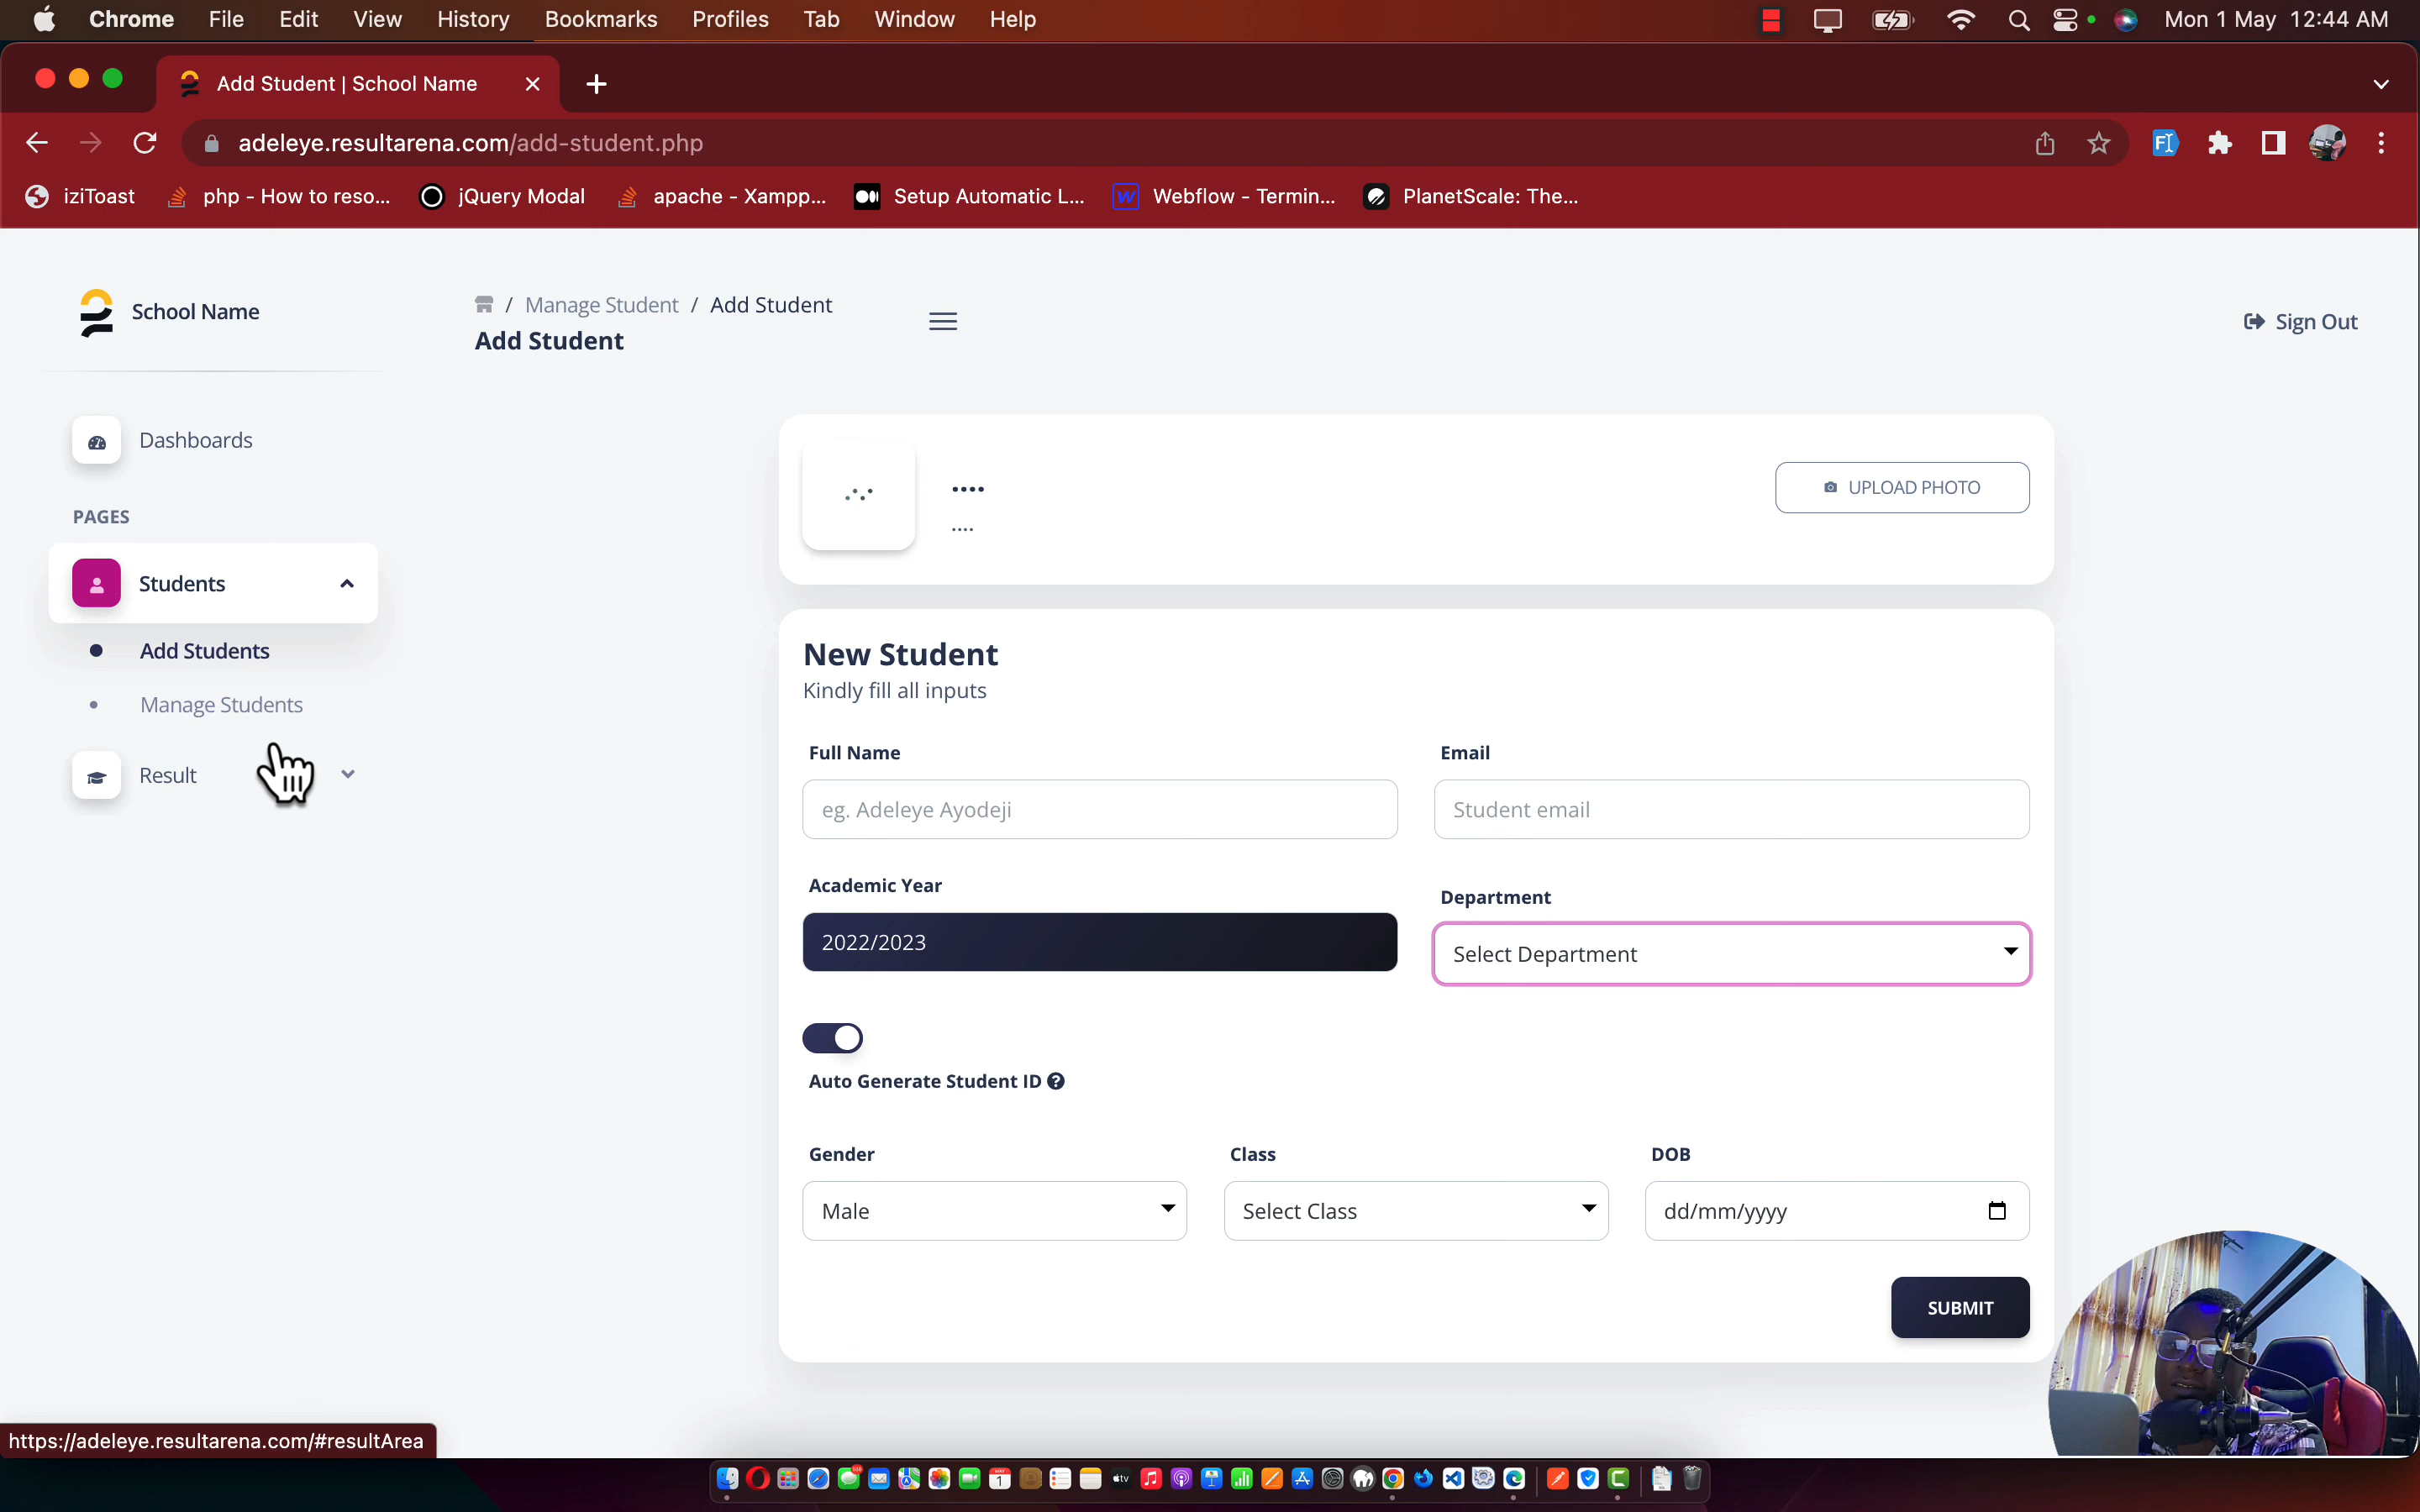 Chrome File Edit View History Bookmarks Profiles Tab Window Help Mon 1 May 12:44 AM
Add Student | School Name
adeleye.resultarena.com/add-student.php
iziToast php - How to reso... jQuery Modal apache - Xampp... Setup Automatic L... Webflow - Termin... PlanetScale: The...
School Name
/ Manage Student / Add Student
Add Student
Sign Out
Dashboards
PAGES
Students
Add Students
Manage Students
Result
....
....
UPLOAD PHOTO
New Student
Kindly fill all inputs
Full Name
Email
eg. Adeleye Ayodeji
Student email
Academic Year
Department
2022/2023
Select Department
Auto Generate Student ID
Gender
Class
DOB
Male
Select Class
dd/mm/yyyy
SUBMIT
https://adeleye.resultarena.com/#resultArea